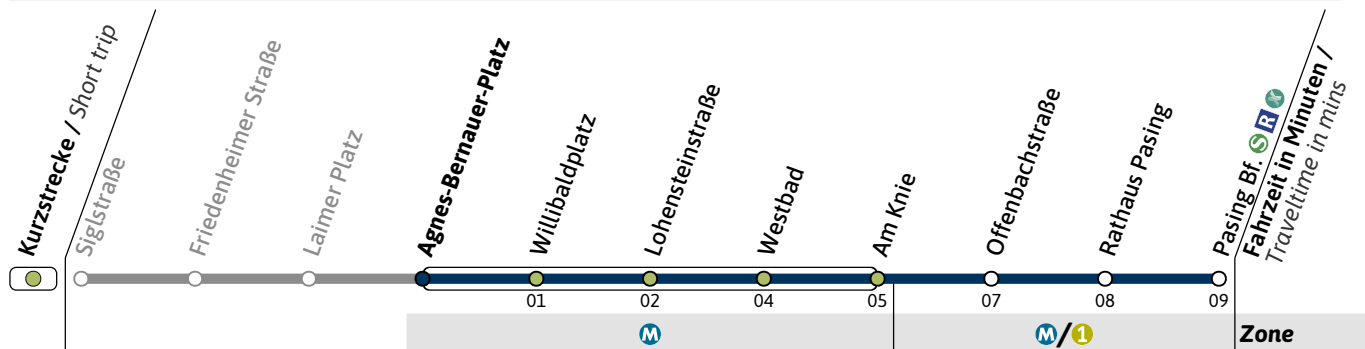 Kurzstrecke / Short trip
Siglstraße
Friedenheimer Straße
Laimer Platz
Agnes-Bernauer-Platz
Willibaldplatz
Lohensteinstraße
Westbad
Am Knie
Offenbachstraße
Rathaus Pasing
Pasing Bf. S R
Fahrzeit in Minuten /
Traveltime in mins
01 02 04 05 07 08 09
M M/1 Zone